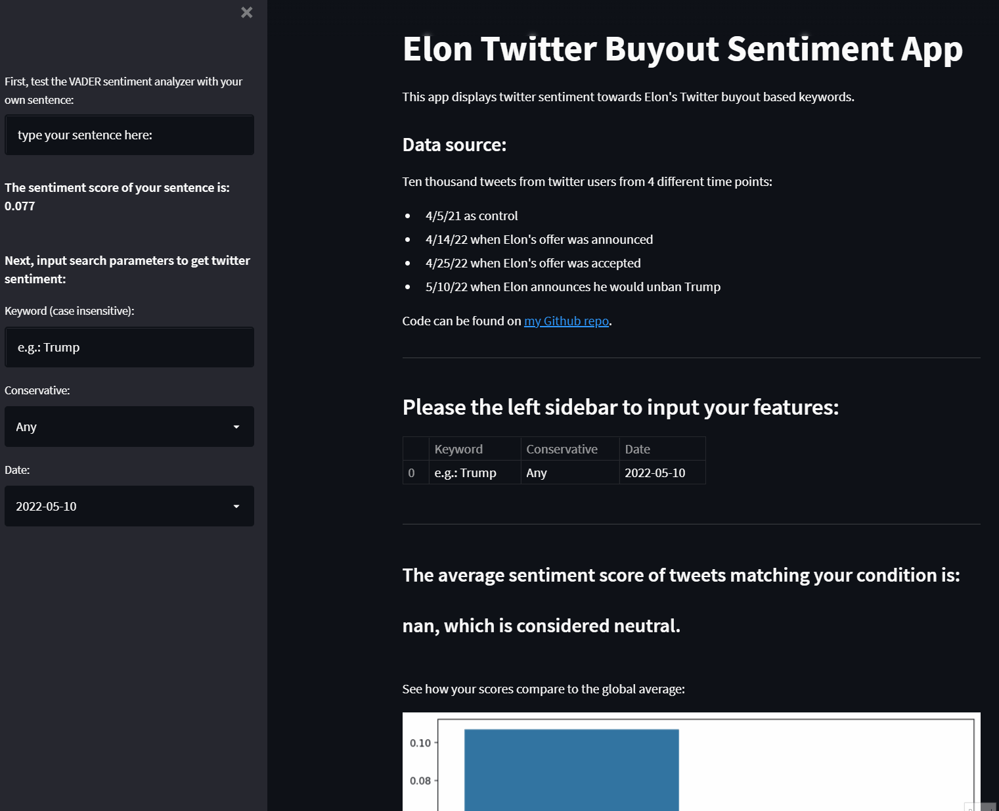 First, test the VADER sentiment analyzer with your
own sentence:
type your sentence here:
The sentiment score of your sentence is:
0.077
Next, input search parameters to get twitter
sentiment:
Keyword (case insensitive):
e.g.: Trump
Conservative:
Any
Date:
2022-05-10
Elon Twitter Buyout Sentiment App
This app displays twitter sentiment towards Elon's Twitter buyout based keywords.
Data source:
Ten thousand tweets from twitter users from 4 different time points:
• 4/5/21 as control
• 4/14/22 when Elon's offer was announced
• 4/25/22 when Elon's offer was accepted
• 5/10/22 when Elon announces he would unban Trump
Code can be found on my Github repo.
Please the left sidebar to input your features:
Keyword Conservative Date
0 e.g.: Trump Any 2022-05-10
The average sentiment score of tweets matching your condition is:
nan, which is considered neutral.
See how your scores compare to the global average:
0.10
0.08